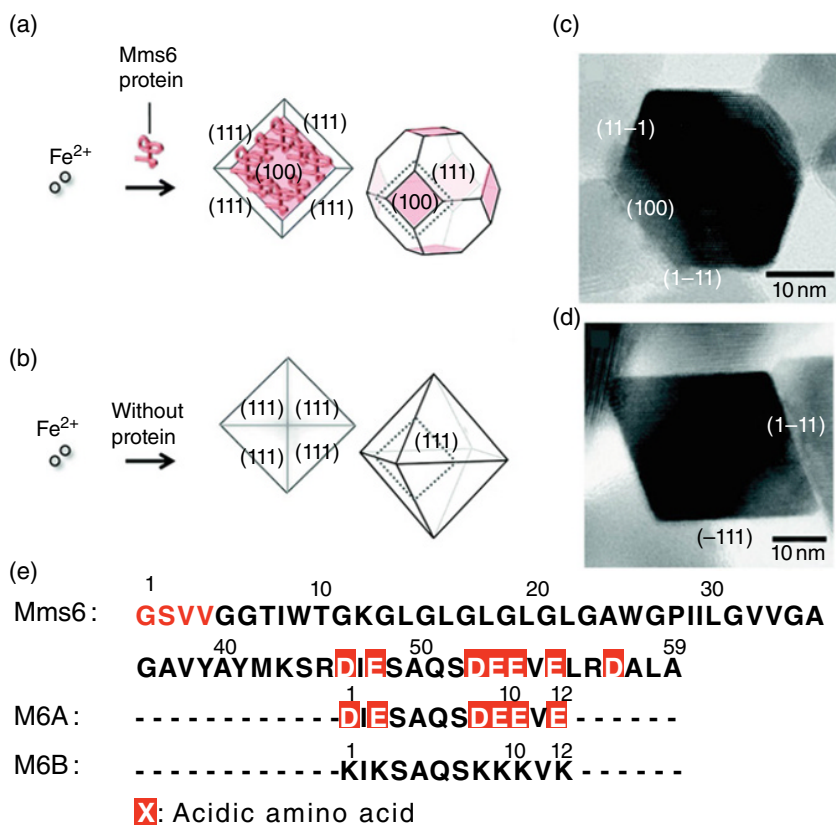 (a)
Mms6
protein
Fe2+
(111)
(111)
(100)
(111)
(111)
(111)
(100)
(b)
Fe2+
Without
protein
(111)
(111)
(111)
(111)
(111)
(c)
(11–1)
(100)
(1–11)
10 nm
(d)
(1–11)
(–111)
10 nm
(e)
1 10 20 30
Mms6 : GSVVGGTIWTGKGLGLGLGLGLGAWGPIILGVVGA
40 50 59
GAVYAYMKSRDIESAQSDEEVELRDALA
1 10 12
M6A : - - - - - - - - - - - DIESAQSDEEVE - - - - - -
1 10 12
M6B : - - - - - - - - - - - KIKSAQSKKKVK - - - - - -
X: Acidic amino acid